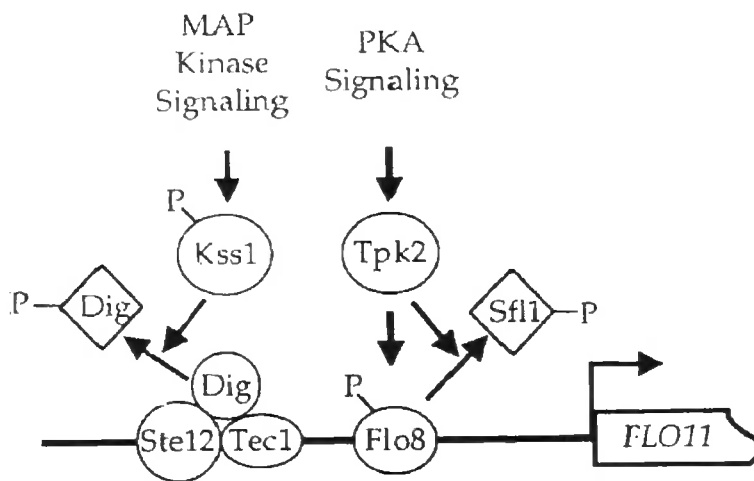 MAP
Kinase
Signaling
PKA
Signaling
P
Kss1
Tpk2
P
Dig
Sfl1
P
Dig
P
Ste12
Tec1
Flo8
FLO11